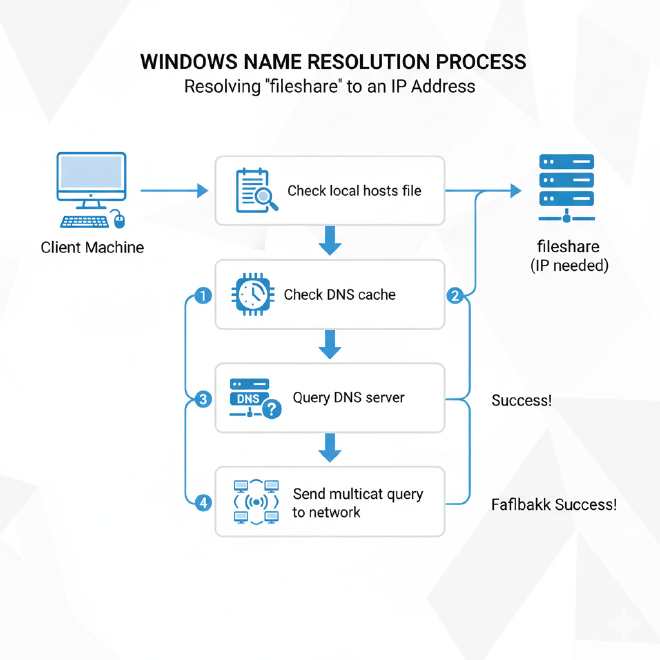 WINDOWS NAME RESOLUTION PROCESS
Resolving "fileshare" to an IP Address
Client Machine
Check local hosts file
fileshare
(IP needed)
1
Check DNS cache
2
3
DNS
?
Query DNS server
Success!
4
Send multicat query
to network
Faflbakk Success!